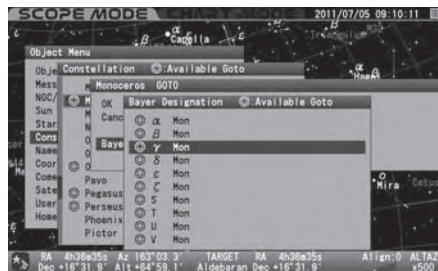 SCOPE MODE 2011/07/05 09:10:11
α
β Capella
Triangulum
Object Menu
Constellation ◎:Available Goto
Hamal
Monoceros GOTO
Bayer Designation ◎:Available Goto
Obje
Mess
NGC/
Sun
Star
Cons
Name
Coor
Come
Sate
User
Home
OK
Canc
Baye
◎ α Mon
◎ β Mon
◎ γ Mon
◎ δ Mon
◎ ε Mon
◎ ζ Mon
◎ S Mon
◎ T Mon
◎ U Mon
◎ V Mon
Pavo
◎ Pegasus
◎ Perseus
Phoenix
Pictor
Mira
Cetus
RA 4h36m35s Az 163°03.3' TARGET RA 4h36m35s Align:0 ALTAZ
Dec +16°31.9' Alt +64°59.1' Aldebaran Dec +16°31.9' x500